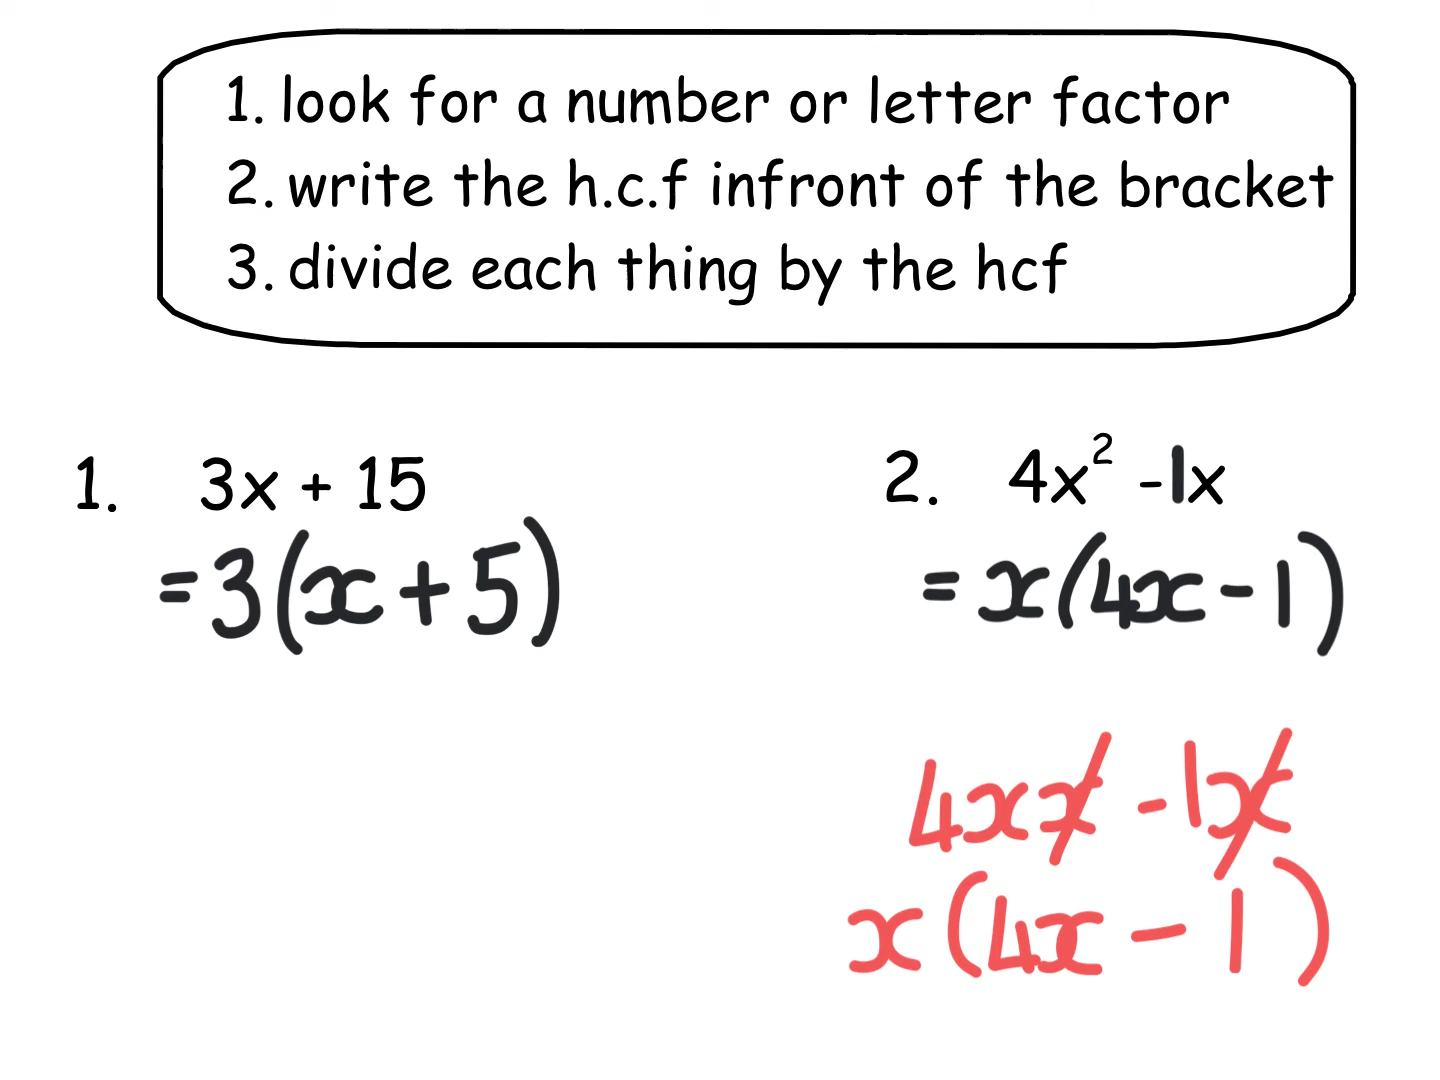 1. look for a number or letter factor
2. write the h.c.f infront of the bracket
3. divide each thing by the hcf
1. 3x + 15
= 3(x + 5)
2. 4x² - 1x
= x(4x - 1)
4xx - 1x
x(4x - 1)